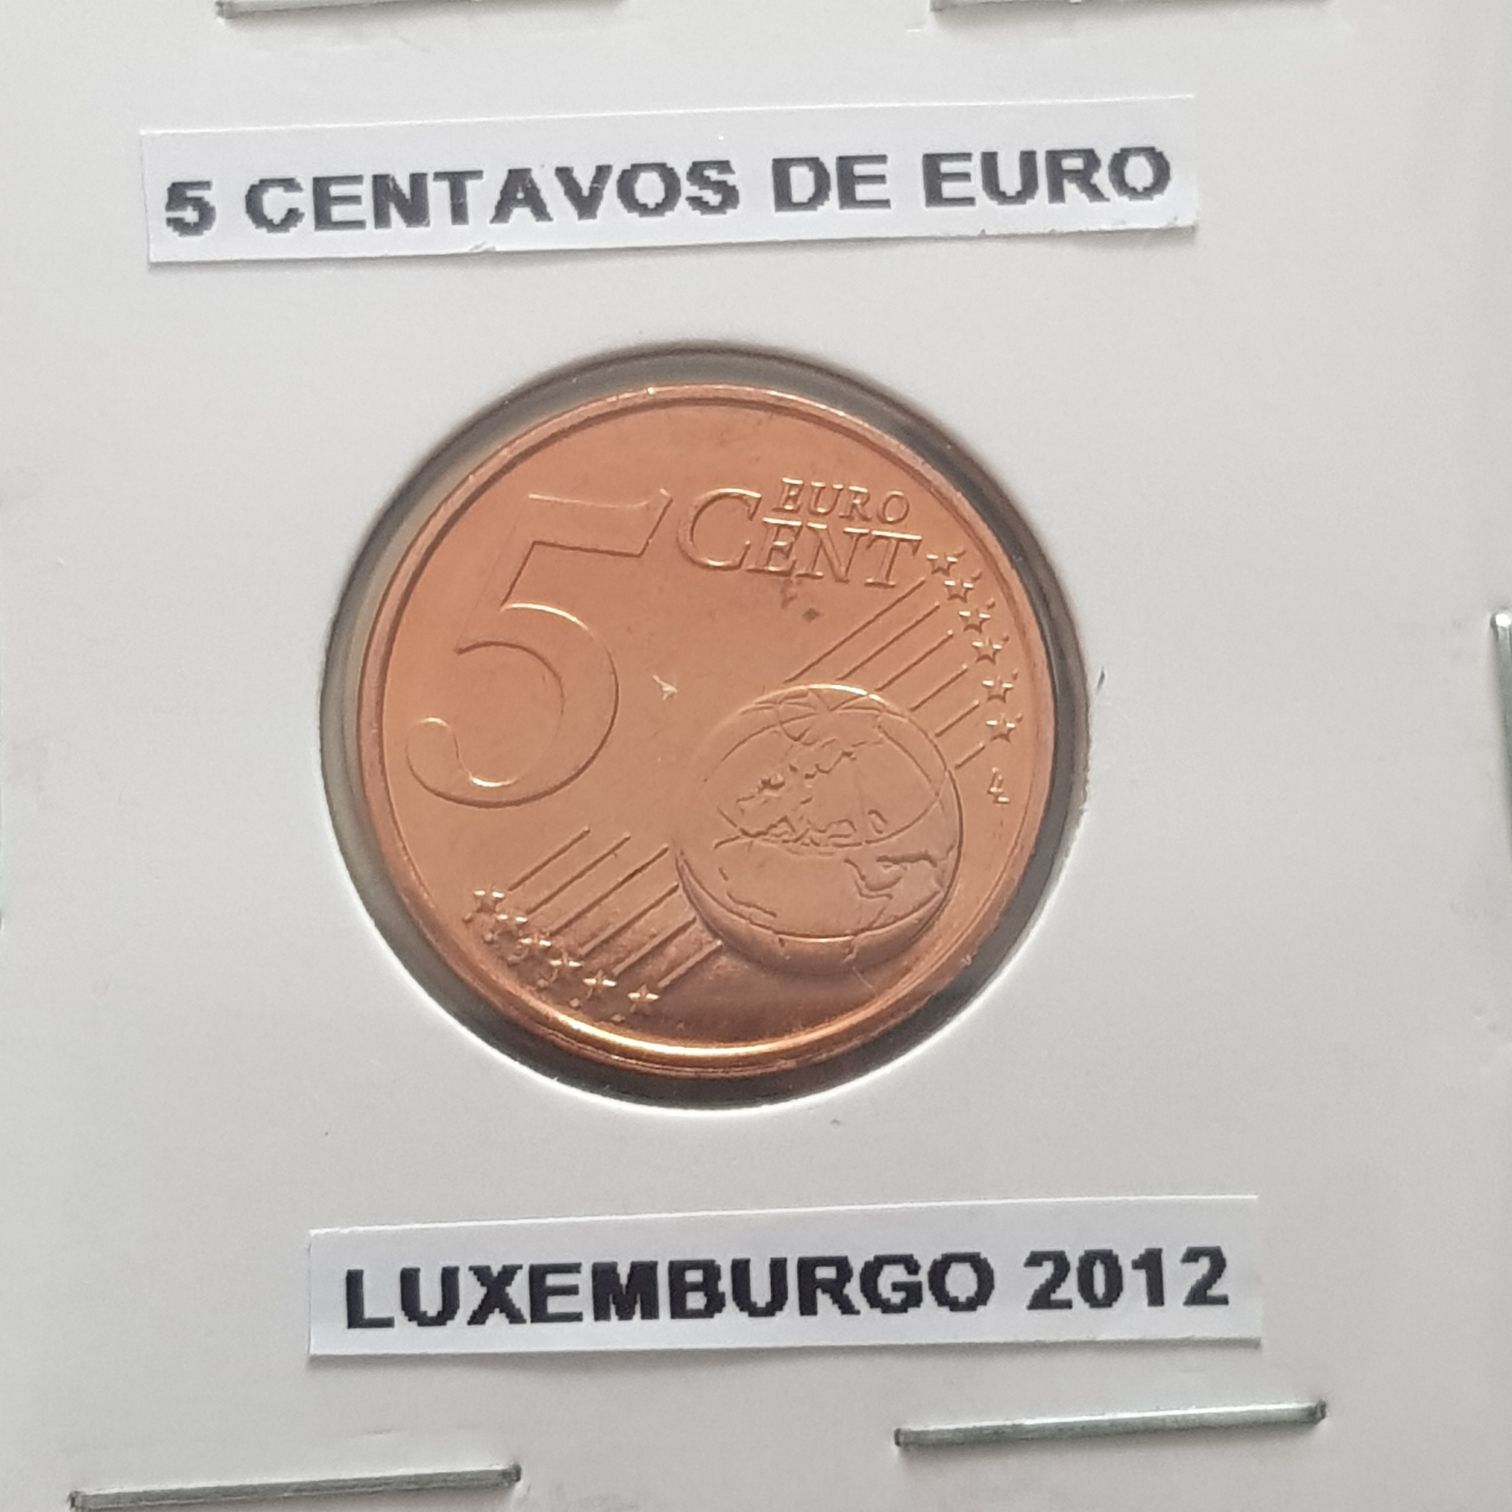 5 CENTAVOS DE EURO
5 EURO
CENT
LUXEMBURGO 2012